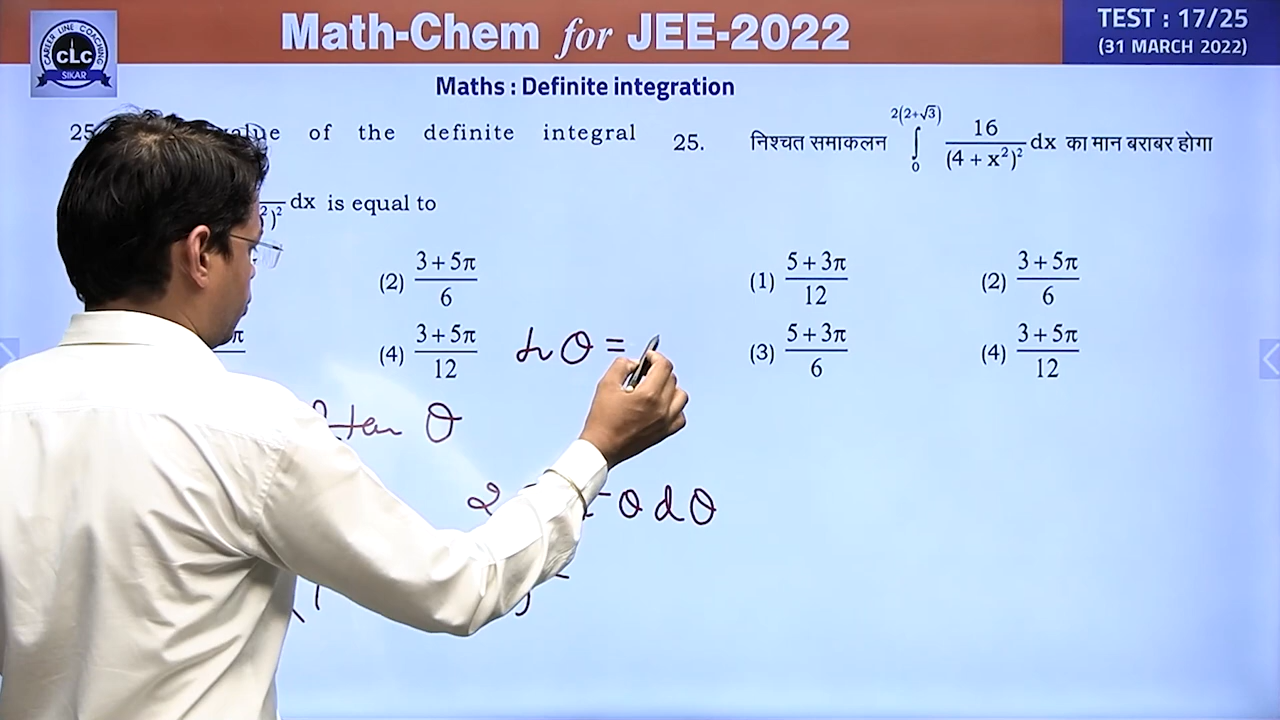 CAREER LINE COACHING
CLC
SIKAR
Math-Chem for JEE-2022
TEST : 17/25
(31 MARCH 2022)
Maths : Definite integration
25 value of the definite integral
²)² dx is equal to
(2) (3 + 5π)/6
π
(4) (3 + 5π)/12
25. निश्चत समाकलन ∫₀^{2(2+√3)} 16/(4 + x²)² dx का मान बराबर होगा
(1) (5 + 3π)/12 (2) (3 + 5π)/6
(3) (5 + 3π)/6 (4) (3 + 5π)/12
θ =
tan θ
2 θ dθ